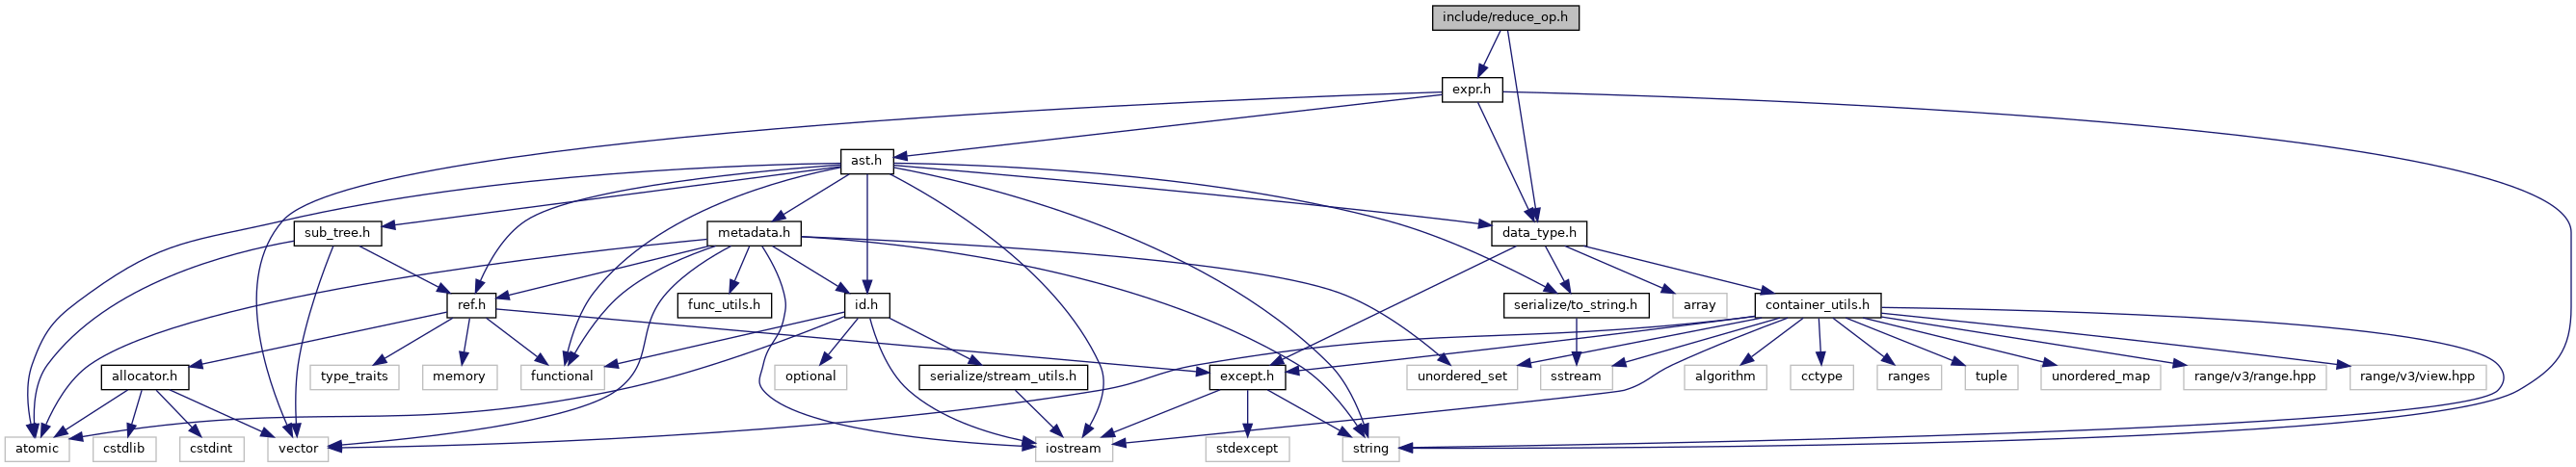 include/reduce_op.h
expr.h
ast.h
sub_tree.h
metadata.h
data_type.h
ref.h
func_utils.h
id.h
serialize/to_string.h
array
container_utils.h
allocator.h
type_traits
memory
functional
optional
serialize/stream_utils.h
except.h
unordered_set
sstream
algorithm
cctype
ranges
tuple
unordered_map
range/v3/range.hpp
range/v3/view.hpp
atomic
cstdlib
cstdint
vector
iostream
stdexcept
string